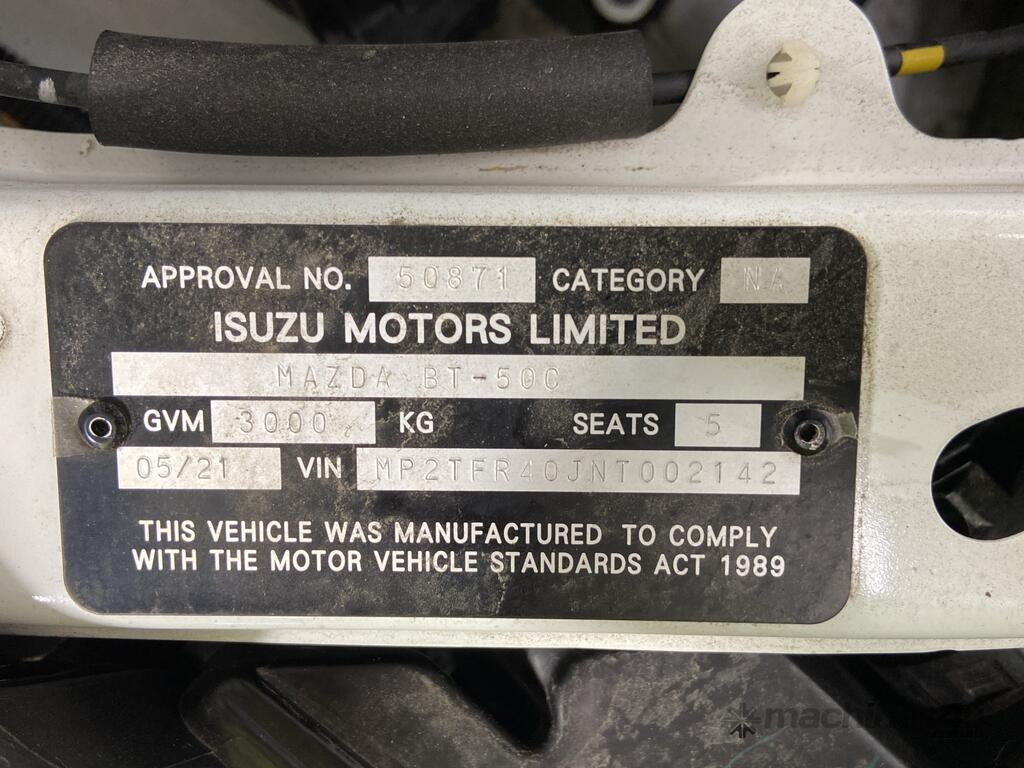 APPROVAL NO. 50871 CATEGORY NA
ISUZU MOTORS LIMITED
MAZDA BT-50C
GVM 3000 KG SEATS 5
05/21 VIN MP2TFR40JNT002142
THIS VEHICLE WAS MANUFACTURED TO COMPLY
WITH THE MOTOR VEHICLE STANDARDS ACT 1989